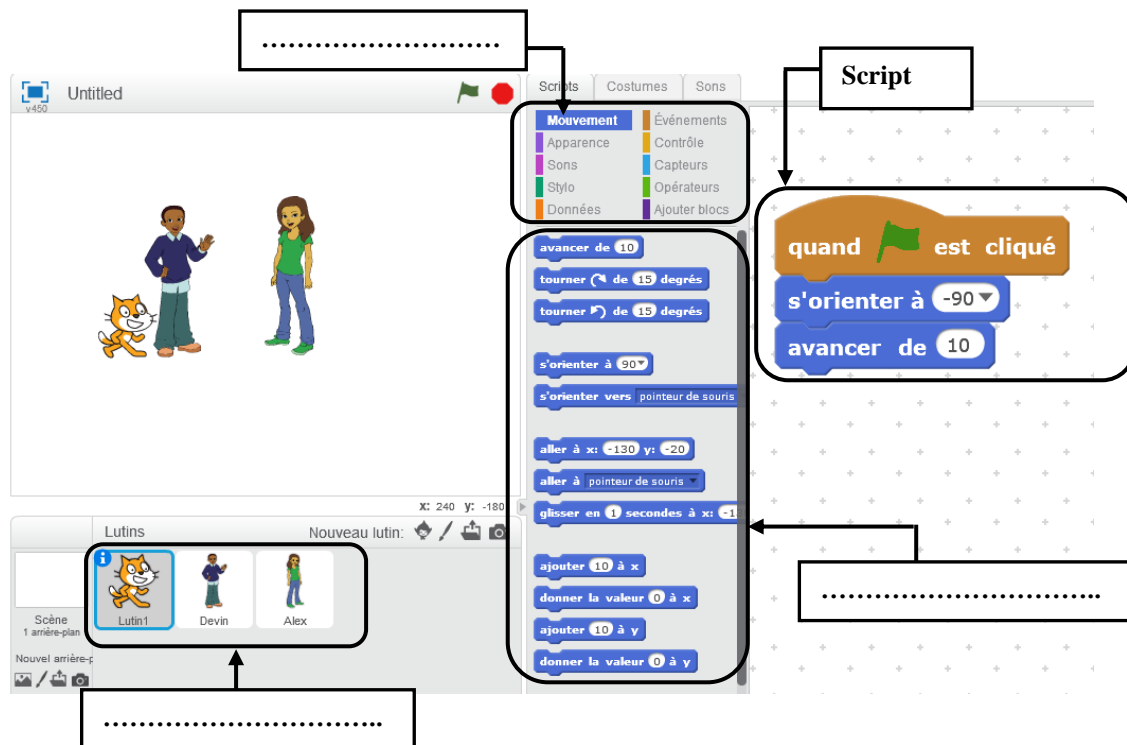 ...........................
Script
v450
Untitled
Scripts
Costumes
Sons
Mouvement
Événements
Apparence
Contrôle
Sons
Capteurs
Stylo
Opérateurs
Données
Ajouter blocs
avancer de 10
tourner de 15 degrés
tourner de 15 degrés
s'orienter à 90
s'orienter vers pointeur de souris
aller à x: -130 y: -20
aller à pointeur de souris
glisser en 1 secondes à x: -1
ajouter 10 à x
donner la valeur 0 à x
ajouter 10 à y
donner la valeur 0 à y
quand est cliqué
s'orienter à -90
avancer de 10
x: 240 y: -180
Lutins
Nouveau lutin:
Lutin1
Devin
Alex
Scène
1 arrière-plan
Nouvel arrière-p
................................
................................